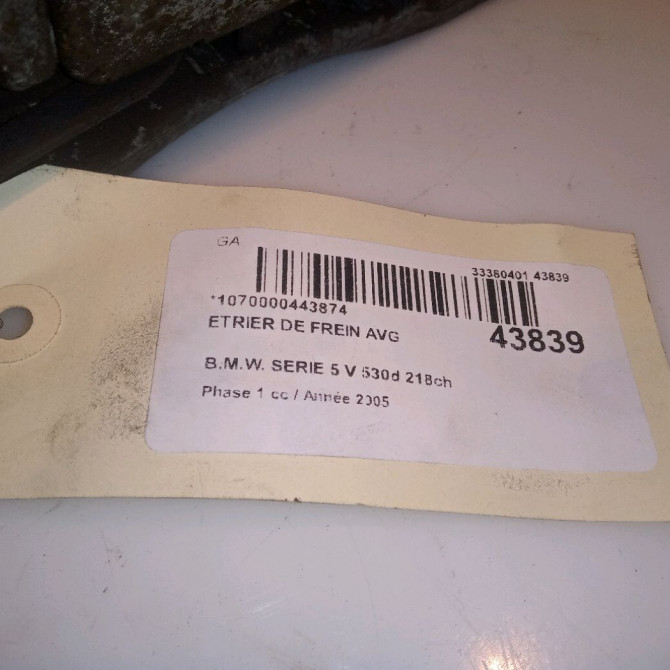 GA
33380401 43839
*1070000443874
ETRIER DE FREIN AVG
43839
B.M.W. SERIE 5 V 530d 218ch
Phase 1 cc / Année 2005